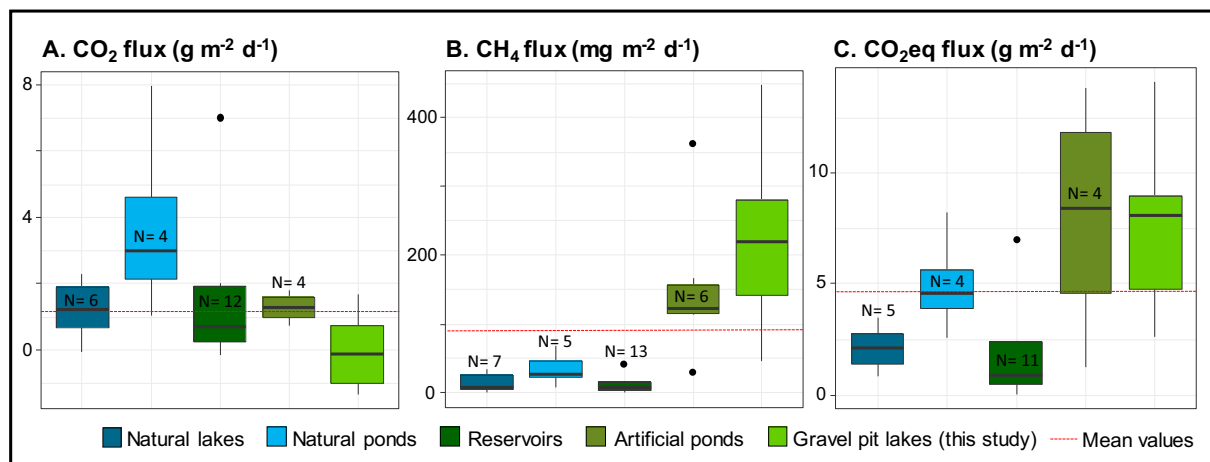 A. CO₂ flux (g m⁻² d⁻¹)
8
4
0
N= 6
N= 4
N= 12
N= 4
B. CH₄ flux (mg m⁻² d⁻¹)
400
200
0
N= 7
N= 5
N= 13
N= 6
C. CO₂eq flux (g m⁻² d⁻¹)
10
5
0
N= 5
N= 4
N= 11
N= 4
Natural lakes Natural ponds Reservoirs Artificial ponds Gravel pit lakes (this study) Mean values